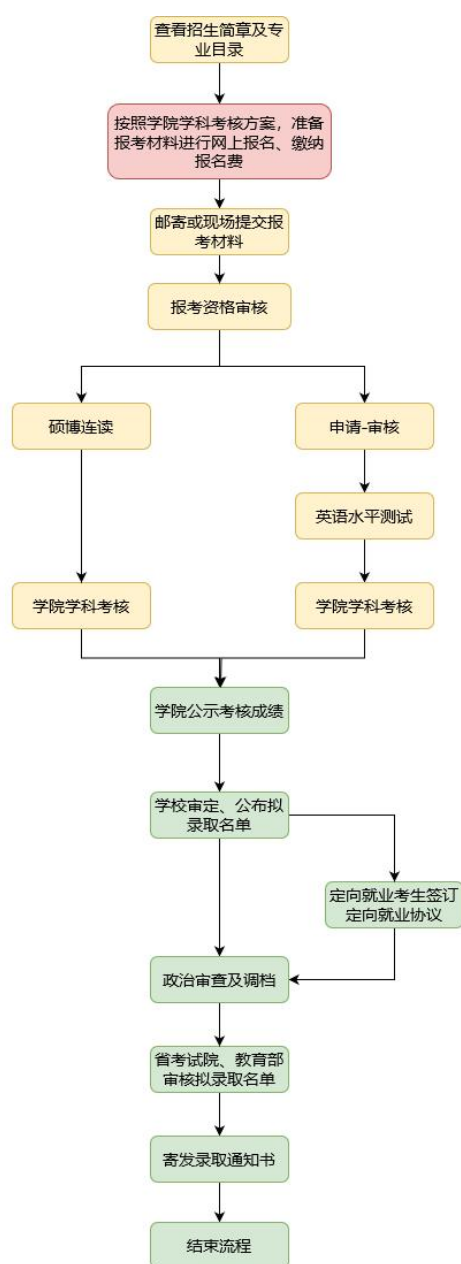 查看招生简章及专
业目录
按照学院学科考核方案，准备
报考材料进行网上报名、缴纳
报名费
邮寄或现场提交报
考材料
报考资格审核
硕博连读
申请-审核
英语水平测试
学院学科考核
学院学科考核
学院公示考核成绩
学校审定、公布拟
录取名单
定向就业考生签订
定向就业协议
政治审查及调档
省考试院、教育部
审核拟录取名单
寄发录取通知书
结束流程